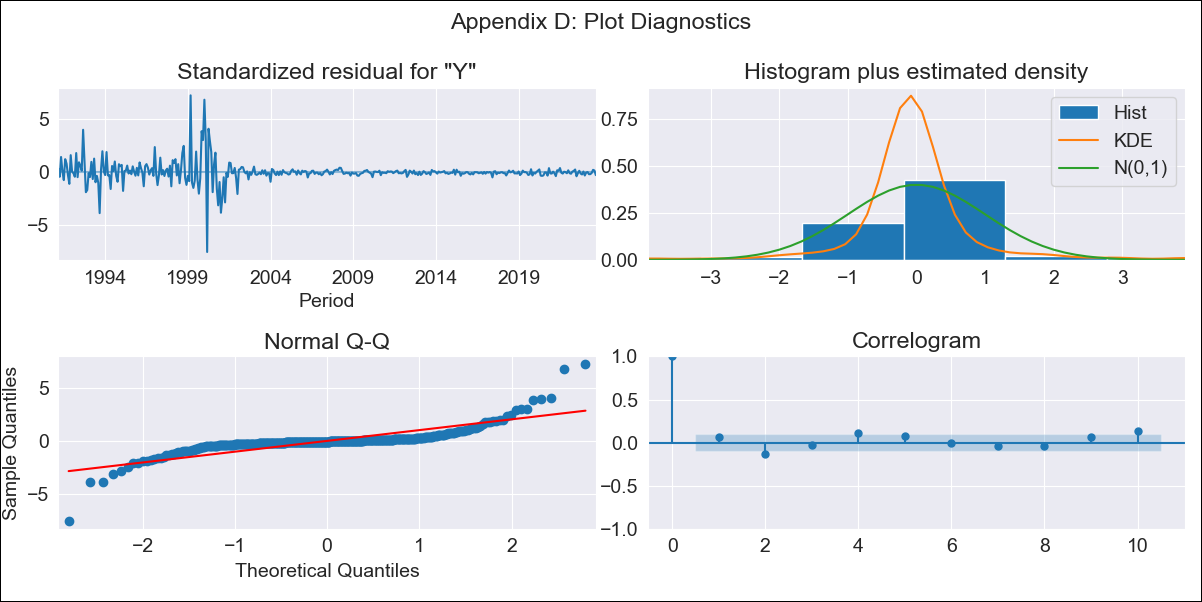 Appendix D: Plot Diagnostics
Standardized residual for "Y"
5
0
−5
1994 1999 2004 2009 2014 2019
Period
Histogram plus estimated density
Hist
KDE
N(0,1)
0.75
0.50
0.25
0.00
−3 −2 −1 0 1 2 3
Normal Q-Q
Sample Quantiles
5
0
−5
−2 −1 0 1 2
Theoretical Quantiles
Correlogram
1.0
0.5
0.0
−0.5
−1.0
0 2 4 6 8 10